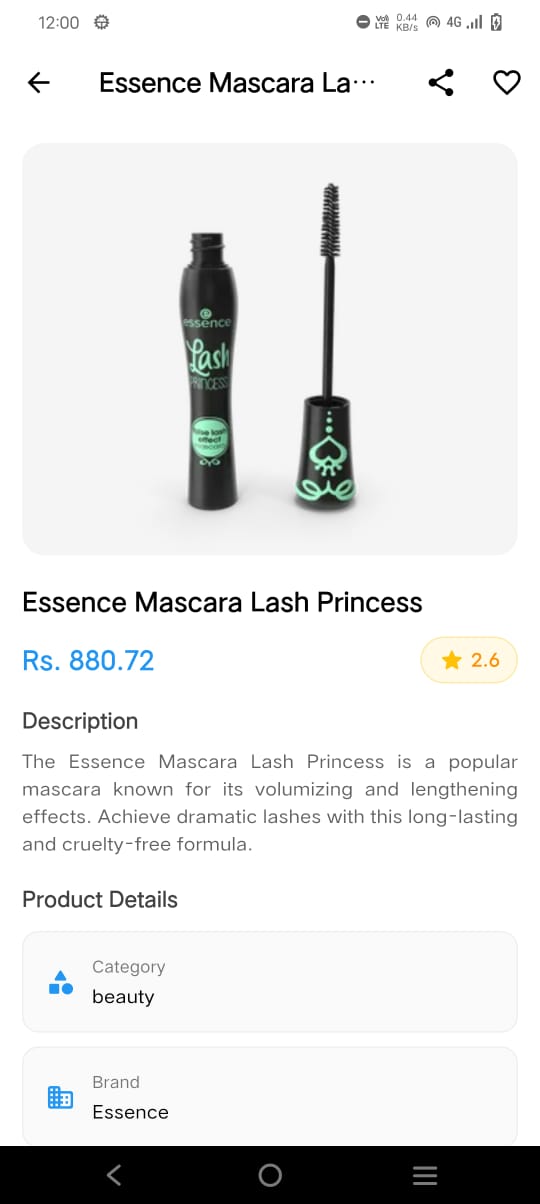 12:00
Vo)) LTE 0.44 KB/s 4G
Essence Mascara La···
essence
Lash
PRINCESS
false lash
effect
mascara
Essence Mascara Lash Princess
Rs. 880.72
2.6
Description
The Essence Mascara Lash Princess is a popular
mascara known for its volumizing and lengthening
effects. Achieve dramatic lashes with this long-lasting
and cruelty-free formula.
Product Details
Category
beauty
Brand
Essence